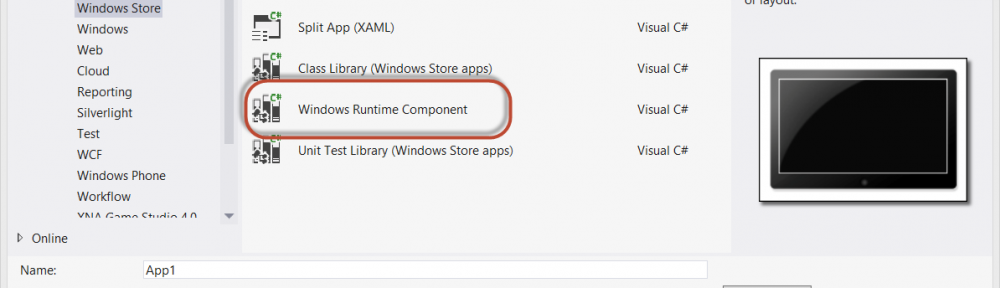 Windows Store
Windows
Web
Cloud
Reporting
Silverlight
Test
WCF
Windows Phone
Workflow
XNA Game Studio 4.0
Online
Split App (XAML) Visual C#
Class Library (Windows Store apps) Visual C#
Windows Runtime Component Visual C#
Unit Test Library (Windows Store apps) Visual C#
or layout.
Name: App1